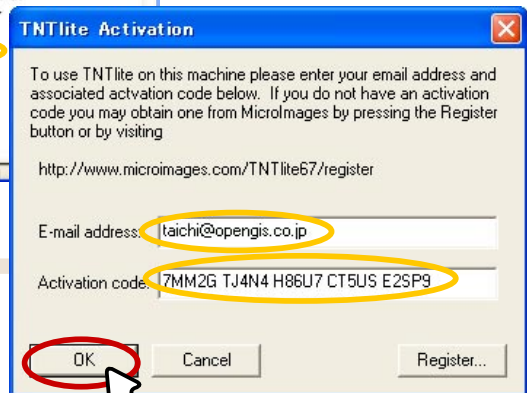 TNTlite Activation
To use TNTlite on this machine please enter your email address and
associated actvation code below. If you do not have an activation
code you may obtain one from MicroImages by pressing the Register
button or by visiting
http://www.microimages.com/TNTlite67/register
E-mail address: taichi@opengis.co.jp
Activation code: 7MM2G TJ4N4 H86U7 CT5US E2SP9
OK Cancel Register...